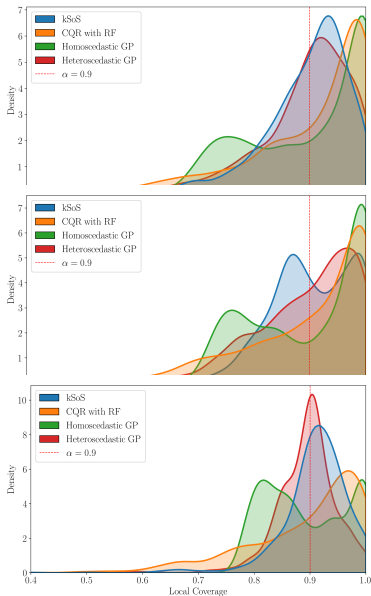 7
6
5
4
3
2
1
Density
kSoS
CQR with RF
Homoscedastic GP
Heteroscedastic GP
α = 0.9
7
6
5
4
3
2
1
Density
kSoS
CQR with RF
Homoscedastic GP
Heteroscedastic GP
α = 0.9
10
8
6
4
2
0
Density
kSoS
CQR with RF
Homoscedastic GP
Heteroscedastic GP
α = 0.9
0.4 0.5 0.6 0.7 0.8 0.9 1.0
Local Coverage